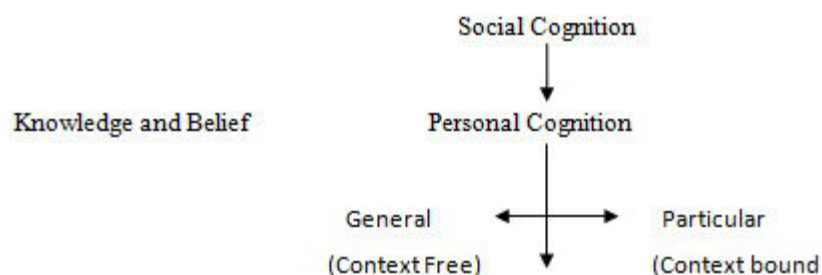 Social Cognition
Knowledge and Belief Personal Cognition
General Particular
(Context Free) (Context bound